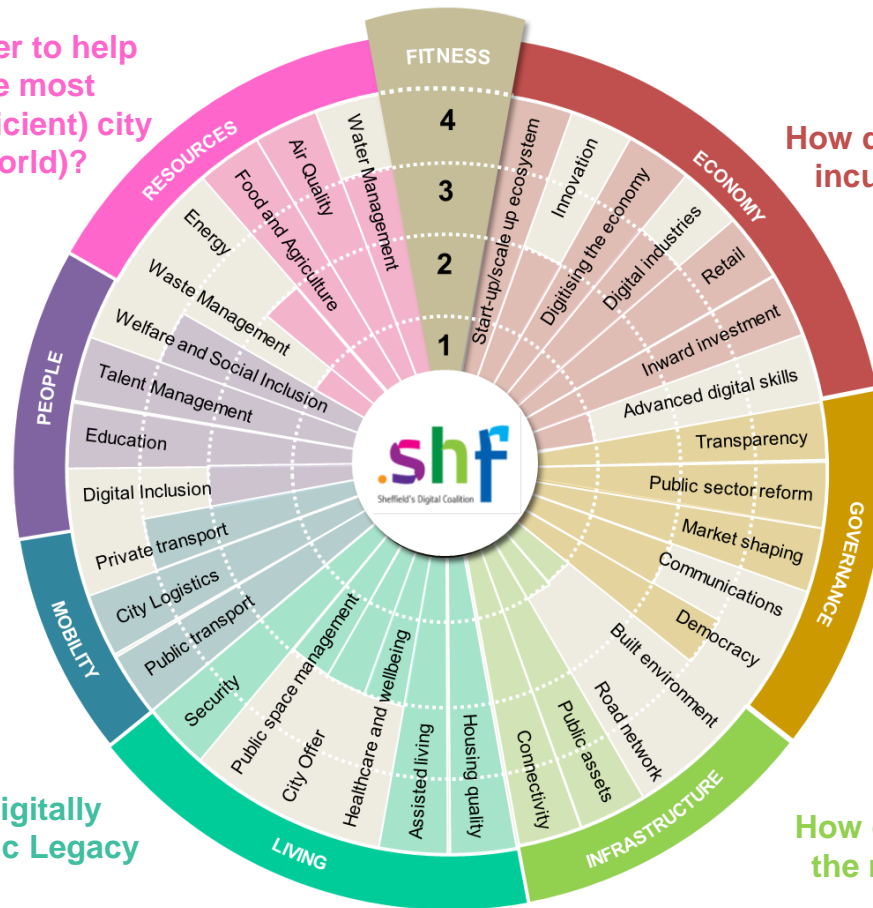 er to help
e most
icient) city
orld)?
How d
incu
FITNESS
4
3
2
1
RESOURCES
Energy
Food and Agriculture
Air Quality
Water Management
Waste Management
ECONOMY
Start-up/scale up ecosystem
Innovation
Digitising the economy
Digital industries
Retail
Inward investment
Advanced digital skills
GOVERNANCE
Transparency
Public sector reform
Market shaping
Communications
Democracy
INFRASTRUCTURE
Built environment
Road network
Public assets
Connectivity
LIVING
Housing quality
Assisted living
Healthcare and wellbeing
City Offer
Public space management
Security
MOBILITY
Public transport
City Logistics
Private transport
PEOPLE
Digital Inclusion
Education
Talent Management
Welfare and Social Inclusion
.shf
Sheffield's Digital Coalition
igitally
c Legacy
How
the